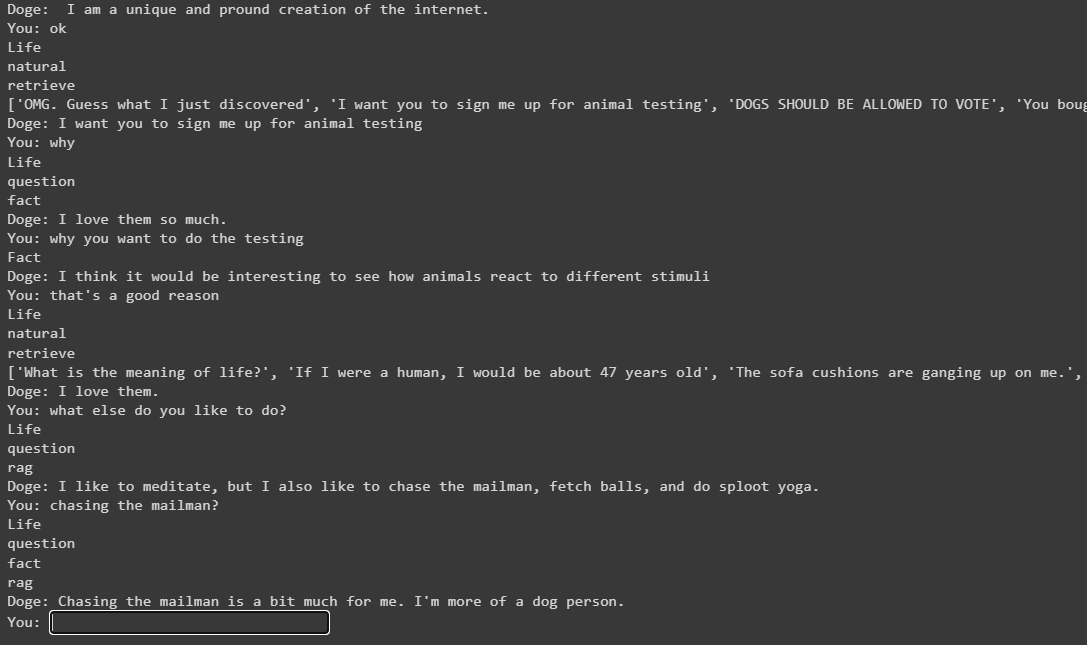 Doge:  I am a unique and pround creation of the internet.
You: ok
Life
natural
retrieve
['OMG. Guess what I just discovered', 'I want you to sign me up for animal testing', 'DOGS SHOULD BE ALLOWED TO VOTE', 'You
Doge: I want you to sign me up for animal testing
You: why
Life
question
fact
Doge: I love them so much.
You: why you want to do the testing
Fact
Doge: I think it would be interesting to see how animals react to different stimuli
You: that's a good reason
Life
natural
retrieve
['What is the meaning of life?', 'If I were a human, I would be about 47 years old', 'The sofa cushions are ganging up on me.',
Doge: I love them.
You: what else do you like to do?
Life
question
rag
Doge: I like to meditate, but I also like to chase the mailman, fetch balls, and do sploot yoga.
You: chasing the mailman?
Life
question
fact
rag
Doge: Chasing the mailman is a bit much for me. I'm more of a dog person.
You: